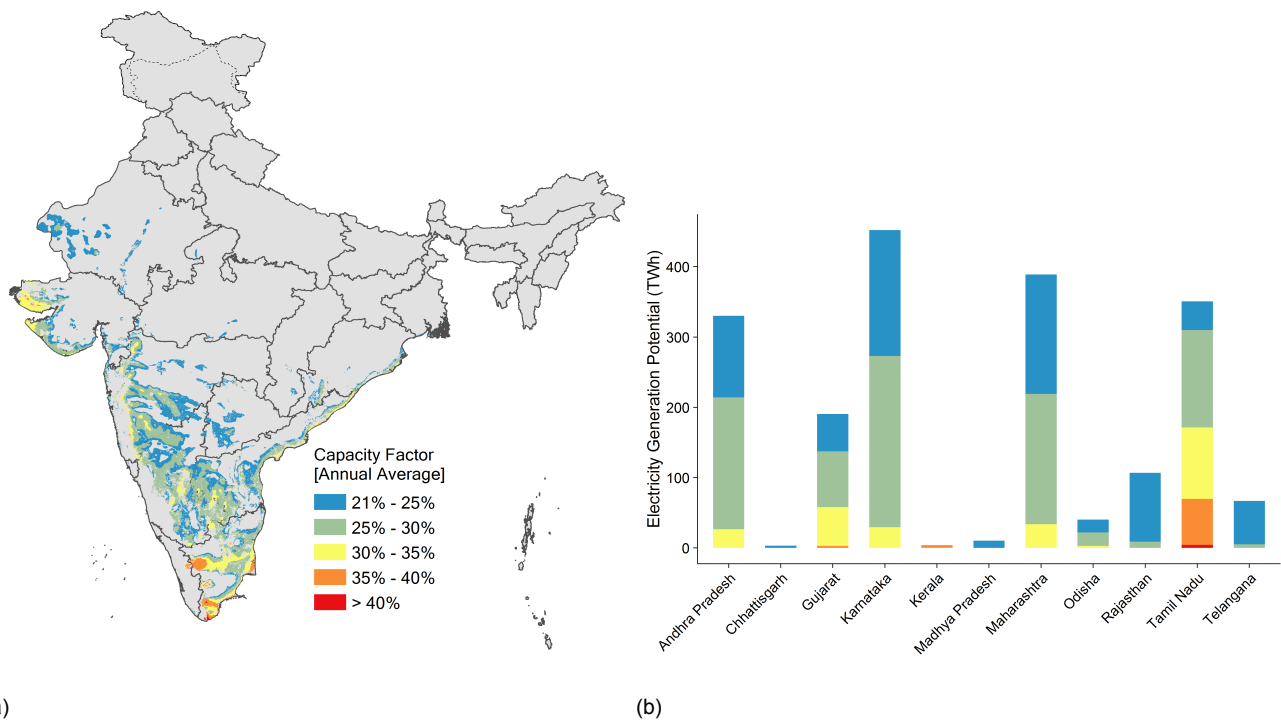 Capacity Factor
[Annual Average]
21% - 25%
25% - 30%
30% - 35%
35% - 40%
> 40%
Electricity Generation Potential (TWh)
400
300
200
100
0
Andhra Pradesh
Chhattisgarh
Gujarat
Karnataka
Kerala
Madhya Pradesh
Maharashtra
Odisha
Rajasthan
Tamil Nadu
Telangana
)
(b)